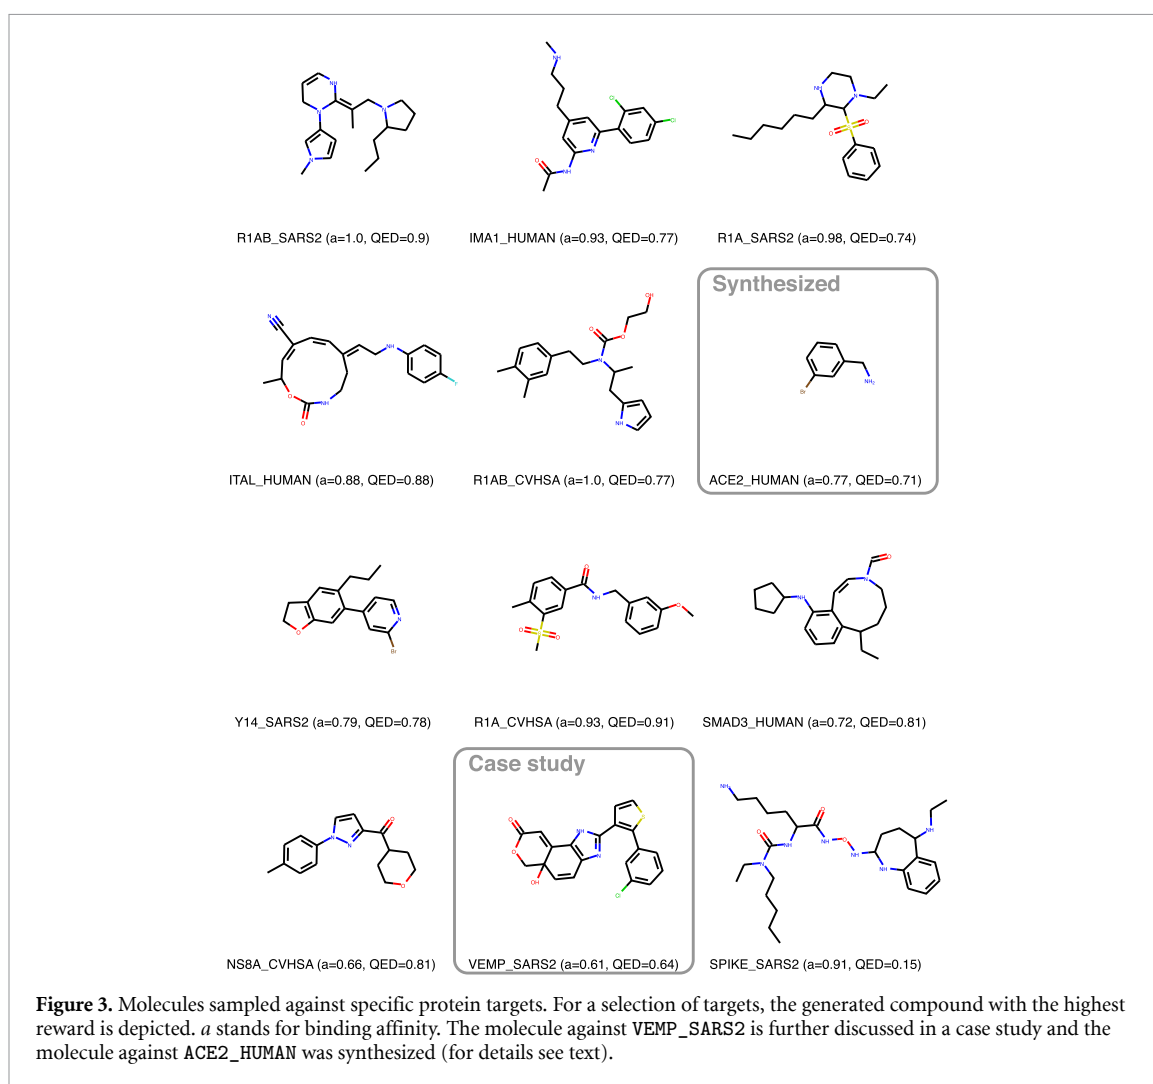 R1AB_SARS2 (a=1.0, QED=0.9)
IMA1_HUMAN (a=0.93, QED=0.77)
R1A_SARS2 (a=0.98, QED=0.74)
Synthesized
ITAL_HUMAN (a=0.88, QED=0.88)
R1AB_CVHSA (a=1.0, QED=0.77)
ACE2_HUMAN (a=0.77, QED=0.71)
Y14_SARS2 (a=0.79, QED=0.78)
R1A_CVHSA (a=0.93, QED=0.91)
SMAD3_HUMAN (a=0.72, QED=0.81)
Case study
NS8A_CVHSA (a=0.66, QED=0.81)
VEMP_SARS2 (a=0.61, QED=0.64)
SPIKE_SARS2 (a=0.91, QED=0.15)
Figure 3. Molecules sampled against specific protein targets. For a selection of targets, the generated compound with the highest
reward is depicted. a stands for binding affinity. The molecule against VEMP_SARS2 is further discussed in a case study and the
molecule against ACE2_HUMAN was synthesized (for details see text).